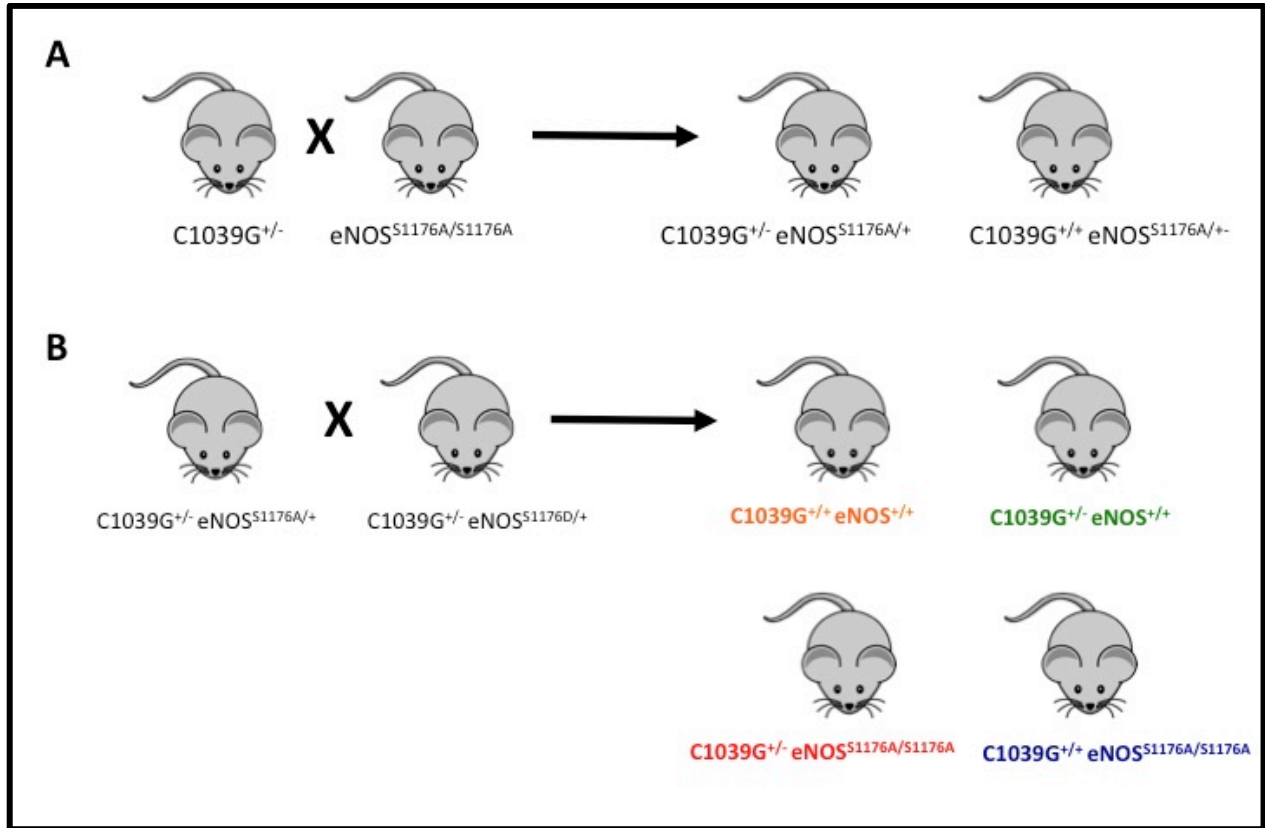 A
X
C1039G+/- eNOSS1176A/S1176A C1039G+/- eNOSS1176A/+ C1039G+/+ eNOSS1176A/+-
B
X
C1039G+/- eNOSS1176A/+ C1039G+/- eNOSS1176D/+ C1039G+/+ eNOS+/+ C1039G+/- eNOS+/+
C1039G+/- eNOSS1176A/S1176A C1039G+/+ eNOSS1176A/S1176A